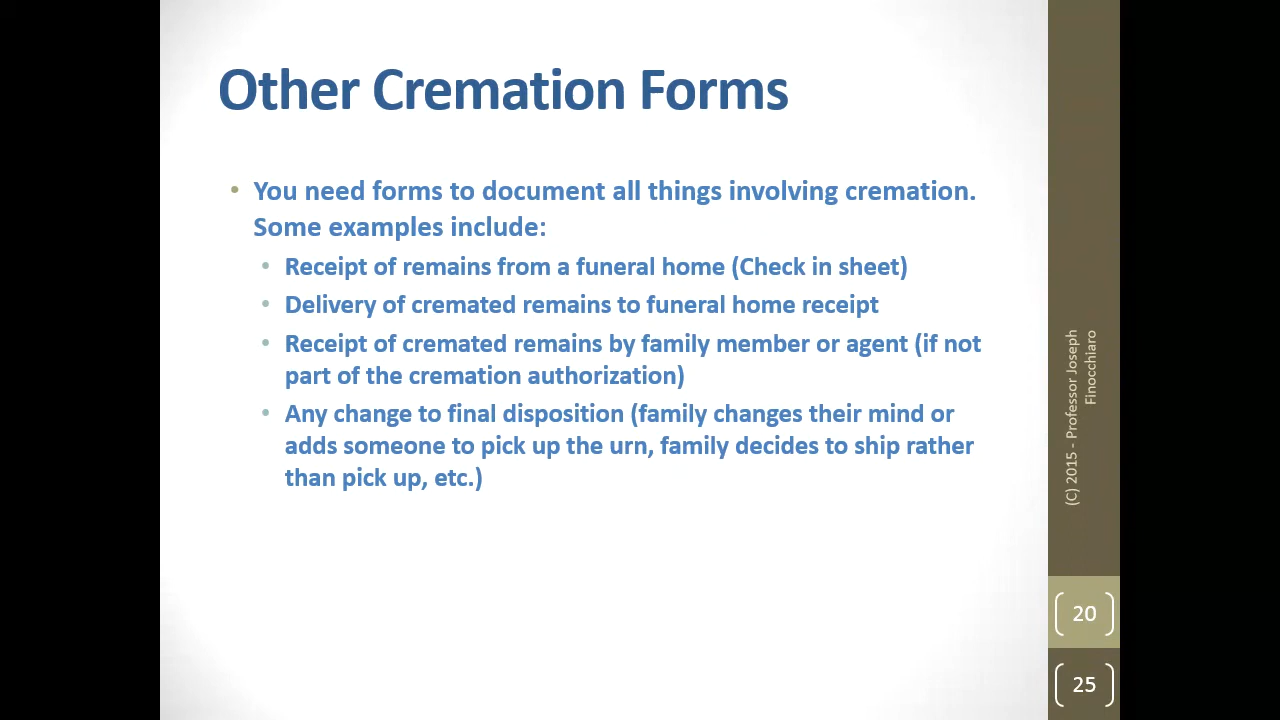 Other Cremation Forms
• You need forms to document all things involving cremation.
Some examples include:
• Receipt of remains from a funeral home (Check in sheet)
• Delivery of cremated remains to funeral home receipt
• Receipt of cremated remains by family member or agent (if not
part of the cremation authorization)
• Any change to final disposition (family changes their mind or
adds someone to pick up the urn, family decides to ship rather
than pick up, etc.)
(C) 2015 - Professor Joseph
Finocchiaro
20
25